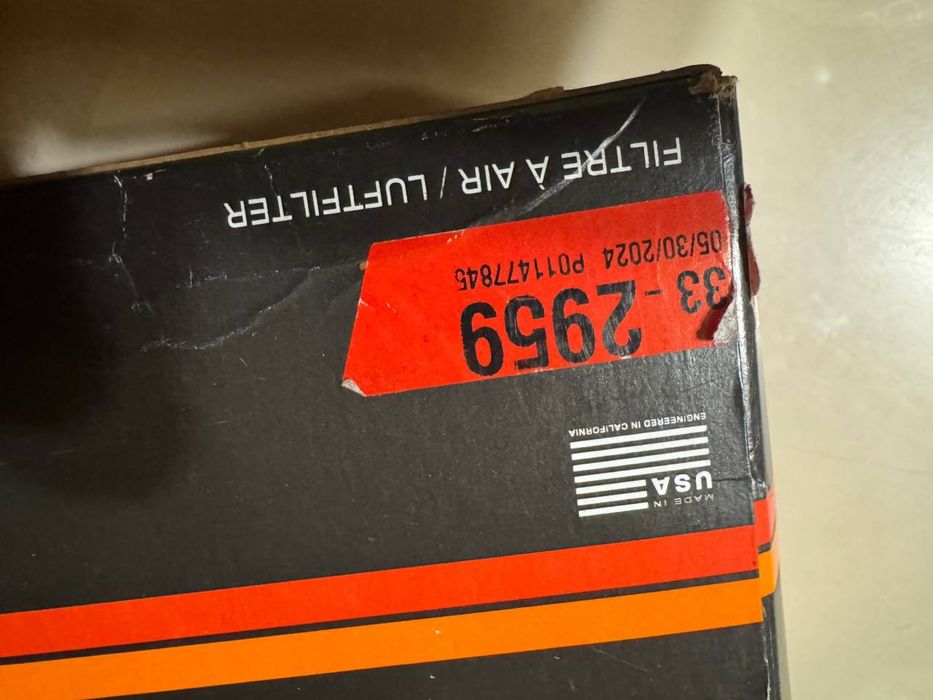 MADE IN
USA
ENGINEERED IN CALIFORNIA
33-2959
05/30/2024 P011477845
FILTRE À AIR / LUFTFILTER